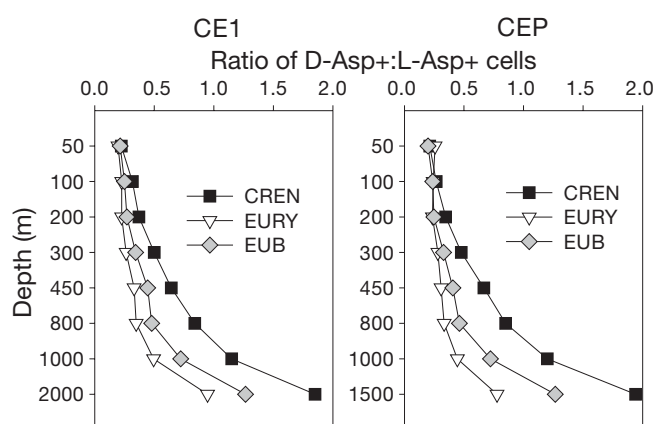 CE1 CEP
Ratio of D-Asp+:L-Asp+ cells
0.0 0.5 1.0 1.5 2.0 0.0 0.5 1.0 1.5 2.0
Depth (m)
50 50
100 100
CREN CREN
200 200
EURY EURY
EUB EUB
300 300
450 450
800 800
1000 1000
2000 1500